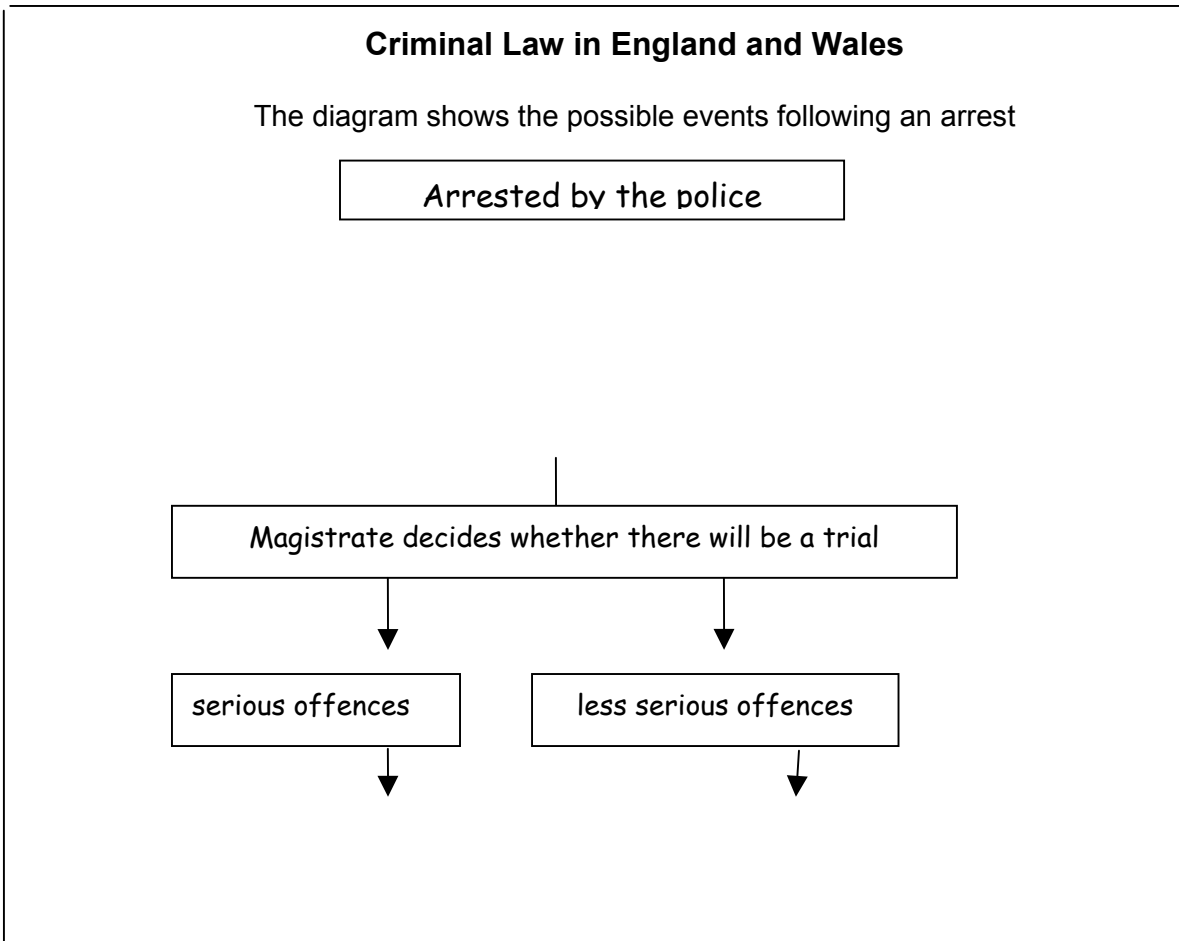 Criminal Law in England and Wales
The diagram shows the possible events following an arrest
Arrested by the police
Magistrate decides whether there will be a trial
serious offences
less serious offences